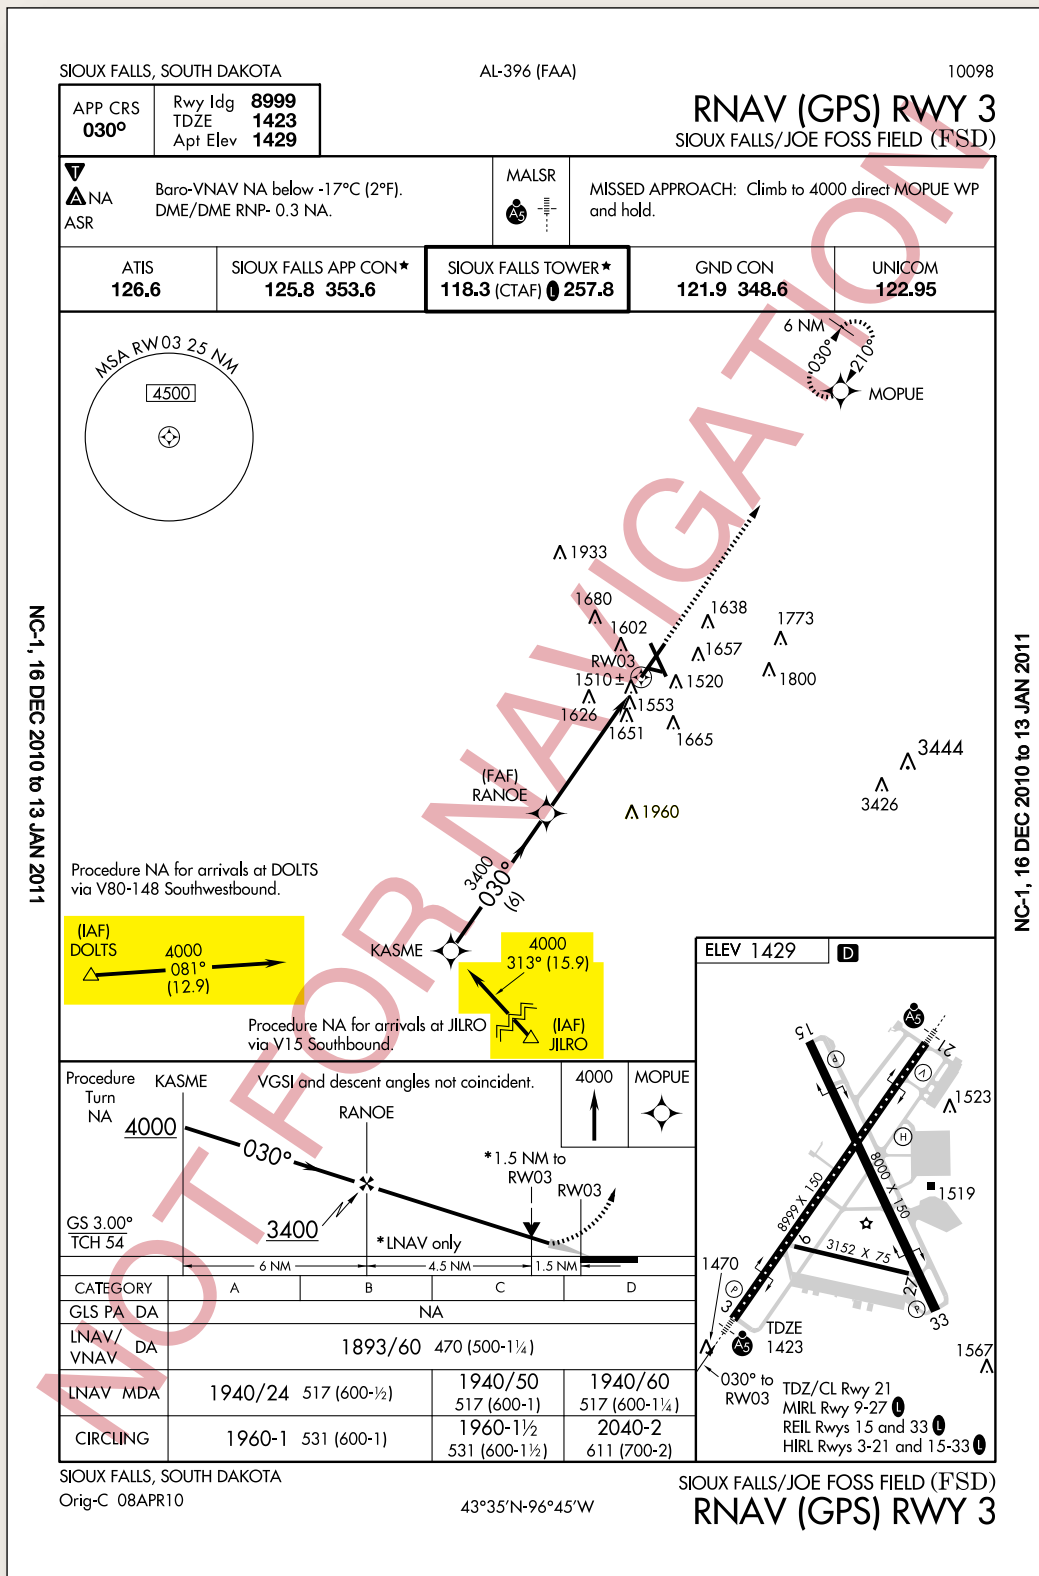 SIOUX FALLS, SOUTH DAKOTA
AL-396 (FAA)
10098
APP CRS
030°
Rwy Idg 8999
TDZE 1423
Apt Elev 1429
RNAV (GPS) RWY 3
SIOUX FALLS/JOE FOSS FIELD (FSD)
T
A NA
ASR
Baro-VNAV NA below -17°C (2°F).
DME/DME RNP- 0.3 NA.
MALSR
A5
MISSED APPROACH: Climb to 4000 direct MOPUE WP
and hold.
ATIS
126.6
SIOUX FALLS APP CON★
125.8 353.6
SIOUX FALLS TOWER★
118.3 (CTAF) L 257.8
GND CON
121.9 348.6
UNICOM
122.95
MSA RW03 25 NM
4500
6 NM
030°
210°
MOPUE
1933
1680
1602
1638
1773
1657
RW03
1510±
1520
1800
1626
1553
1651
1665
3444
3426
(FAF)
RANOE
1960
3400
030°
(6)
Procedure NA for arrivals at DOLTS
via V80-148 Southwestbound.
(IAF)
DOLTS
4000
081°
(12.9)
KASME
4000
313° (15.9)
(IAF)
JILRO
Procedure NA for arrivals at JILRO
via V15 Southbound.
NOT FOR NAVIGATION
NC-1, 16 DEC 2010 to 13 JAN 2011
NC-1, 16 DEC 2010 to 13 JAN 2011
ELEV 1429
D
15
A5
21
P
V
1523
H
8999 X 150
8000 X 150
1519
9
3152 X 75
27
1470
P
P
3
33
A5
TDZE
1423
1567
030° to
RW03
TDZ/CL Rwy 21
MIRL Rwy 9-27 L
REIL Rwys 15 and 33 L
HIRL Rwys 3-21 and 15-33 L
Procedure
Turn
NA
KASME
VGSI and descent angles not coincident.
4000
MOPUE
4000
RANOE
030°
*1.5 NM to
RW03
RW03
GS 3.00°
TCH 54
3400
*LNAV only
6 NM
4.5 NM
1.5 NM
CATEGORY
A
B
C
D
GLS PA DA
NA
LNAV/
VNAV DA
1893/60 470 (500-1¼)
LNAV MDA
1940/24 517 (600-½)
1940/50
517 (600-1)
1940/60
517 (600-1¼)
CIRCLING
1960-1 531 (600-1)
1960-1½
531 (600-1½)
2040-2
611 (700-2)
SIOUX FALLS, SOUTH DAKOTA
Orig-C 08APR10
43°35'N-96°45'W
SIOUX FALLS/JOE FOSS FIELD (FSD)
RNAV (GPS) RWY 3